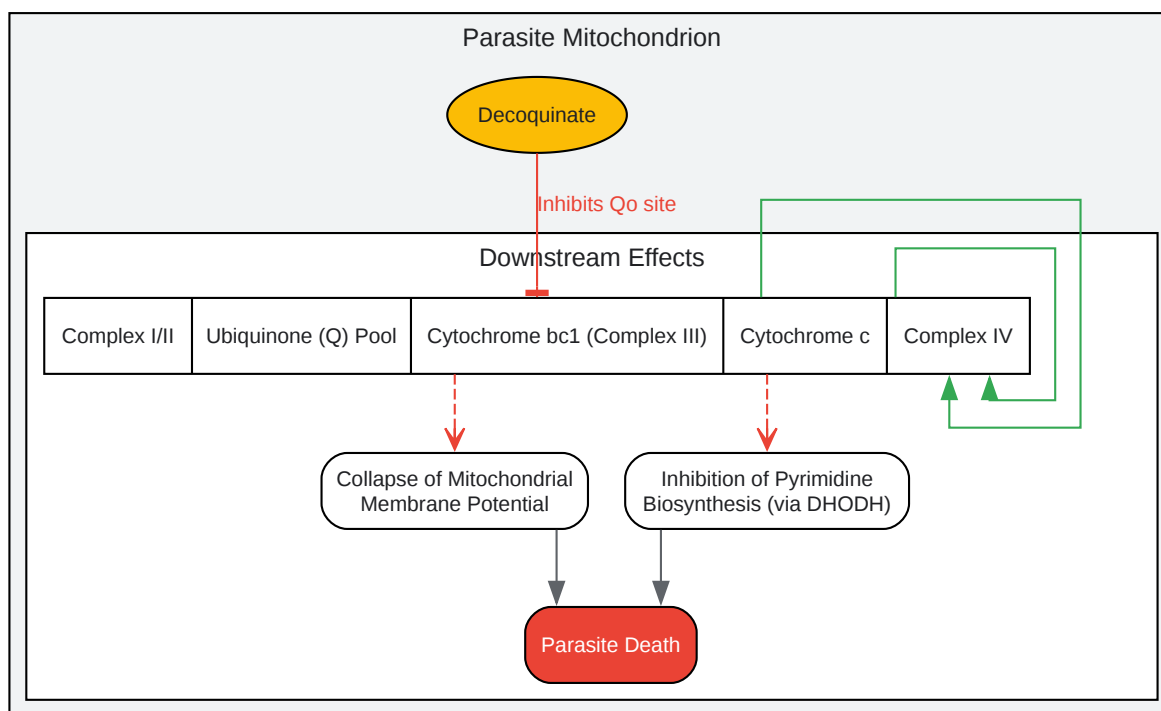 Parasite Mitochondrion
Decoquinate
Inhibits Qo site
Downstream Effects
Complex I/II
Ubiquinone (Q) Pool
Cytochrome bc1 (Complex III)
Cytochrome c
Complex IV
Collapse of Mitochondrial
Membrane Potential
Inhibition of Pyrimidine
Biosynthesis (via DHODH)
Parasite Death